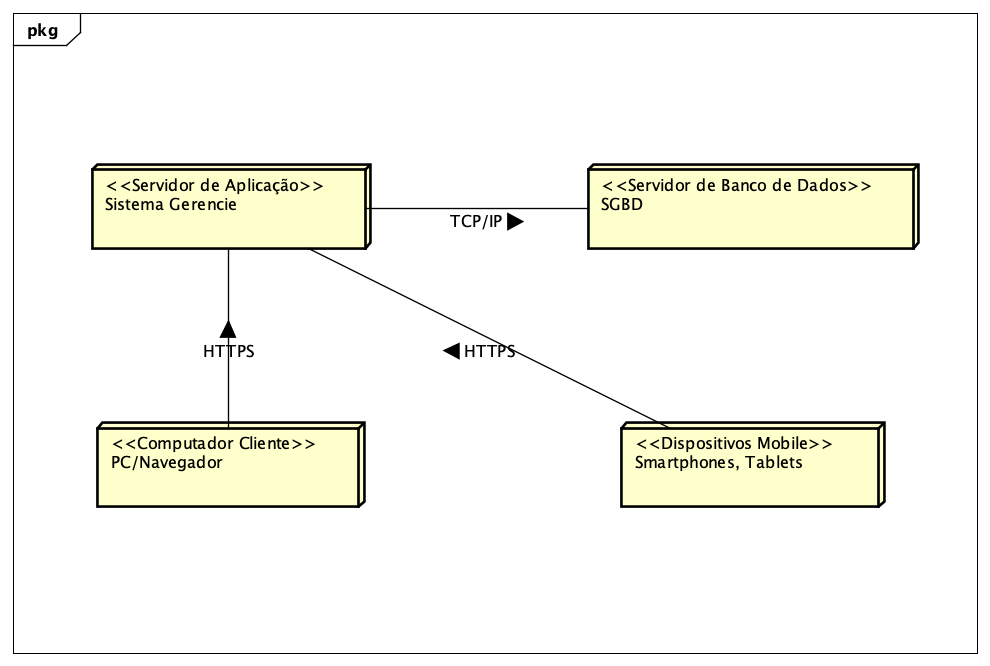 pkg
<<Servidor de Aplicação>>
Sistema Gerencie
<<Servidor de Banco de Dados>>
SGBD
TCP/IP
HTTPS
HTTPS
<<Computador Cliente>>
PC/Navegador
<<Dispositivos Mobile>>
Smartphones, Tablets